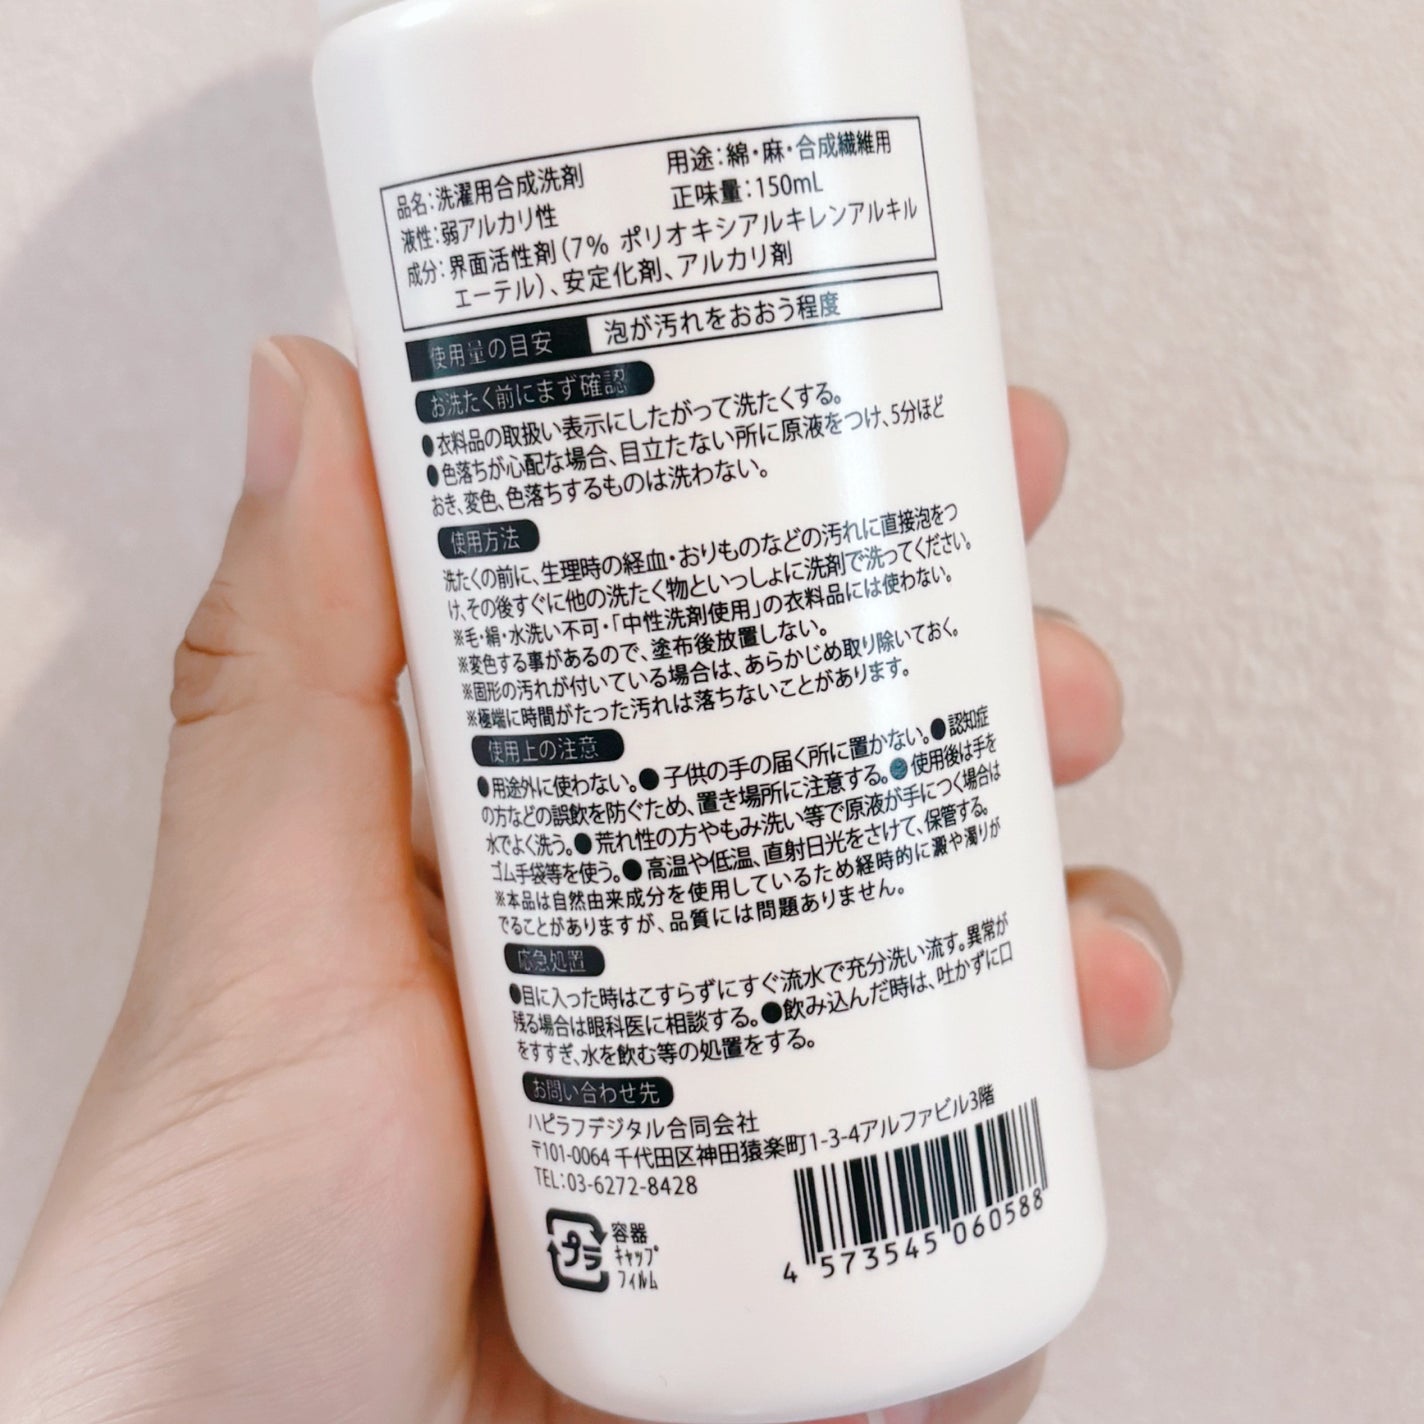 品名：洗濯用合成洗剤　用途：綿・麻・合成繊維用
液性：弱アルカリ性　正味量：150mL
成分：界面活性剤（7％ ポリオキシアルキレンアルキル
エーテル）、安定化剤、アルカリ剤
使用量の目安　泡が汚れをおおう程度
お洗たく前にまず確認
●衣料品の取扱い表示にしたがって洗たくする。
●色落ちが心配な場合、目立たない所に原液をつけ、5分ほど
おき、変色、色落ちするものは洗わない。
使用方法
洗たくの前に、生理時の経血・おりものなどの汚れに直接泡をつ
け、その後すぐに他の洗たく物といっしょに洗剤で洗ってください。
※毛・絹・水洗い不可・「中性洗剤使用」の衣料品には使わない。
※変色する事があるので、塗布後放置しない。
※固形の汚れが付いている場合は、あらかじめ取り除いておく。
※極端に時間がたった汚れは落ちないことがあります。
使用上の注意
●用途外に使わない。●子供の手の届く所に置かない。●認知症
の方などの誤飲を防ぐため、置き場所に注意する。●使用後は手を
水でよく洗う。●荒れ性の方やもみ洗い等で原液が手につく場合は
ゴム手袋等を使う。●高温や低温、直射日光をさけて、保管する。
※本品は自然由来成分を使用しているため経時的に澱や濁りが
でることがありますが、品質には問題ありません。
応急処置
●目に入った時はこすらずにすぐ流水で充分洗い流す。異常が
残る場合は眼科医に相談する。●飲み込んだ時は、吐かずに口
をすすぎ、水を飲む等の処置をする。
お問い合わせ先
ハピラフデジタル合同会社
〒101-0064 千代田区神田猿楽町1-3-4アルファビル3階
TEL：03-6272-8428
プラ
容器
キャップ
フィルム
4 573545 060588